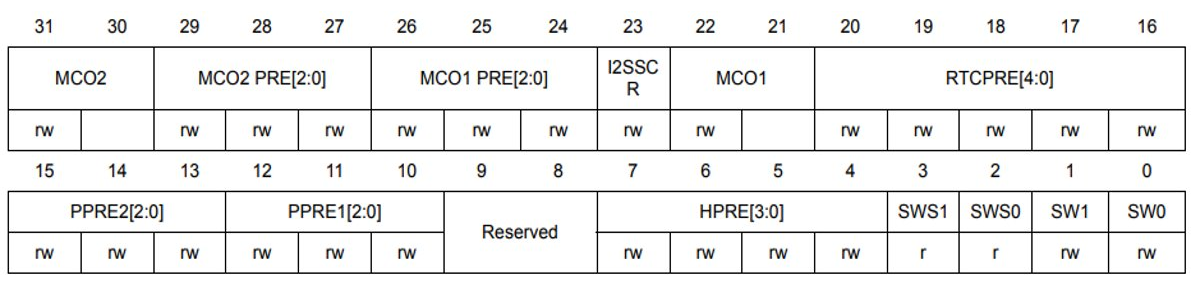 31 30 29 28 27 26 25 24 23 22 21 20 19 18 17 16
MCO2 MCO2 PRE[2:0] MCO1 PRE[2:0] I2SSC
R MCO1 RTCPRE[4:0]
rw rw rw rw rw rw rw rw rw rw rw rw rw rw
15 14 13 12 11 10 9 8 7 6 5 4 3 2 1 0
PPRE2[2:0] PPRE1[2:0] Reserved HPRE[3:0] SWS1 SWS0 SW1 SW0
rw rw rw rw rw rw rw rw rw rw r r rw rw